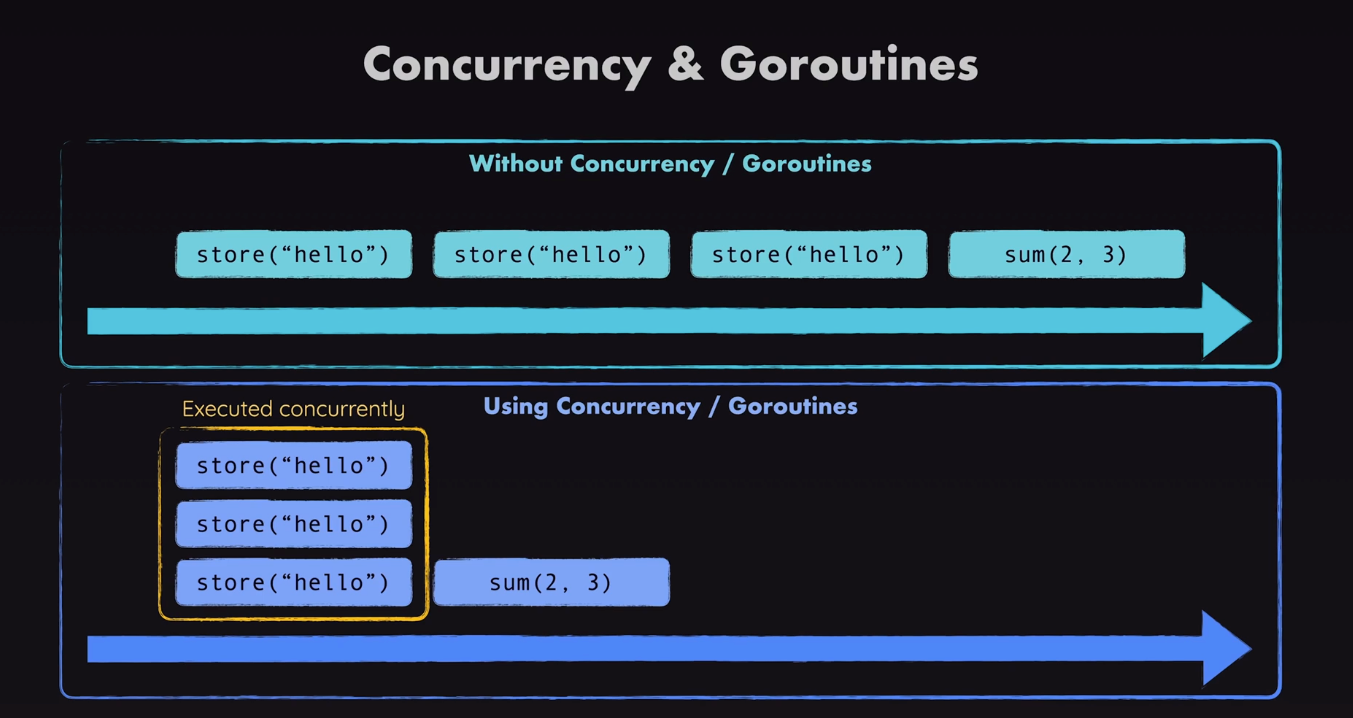 Concurrency & Goroutines
Without Concurrency / Goroutines
store(“hello”) store(“hello”) store(“hello”) sum(2, 3)
Using Concurrency / Goroutines
Executed concurrently
store(“hello”)
store(“hello”)
store(“hello”) sum(2, 3)